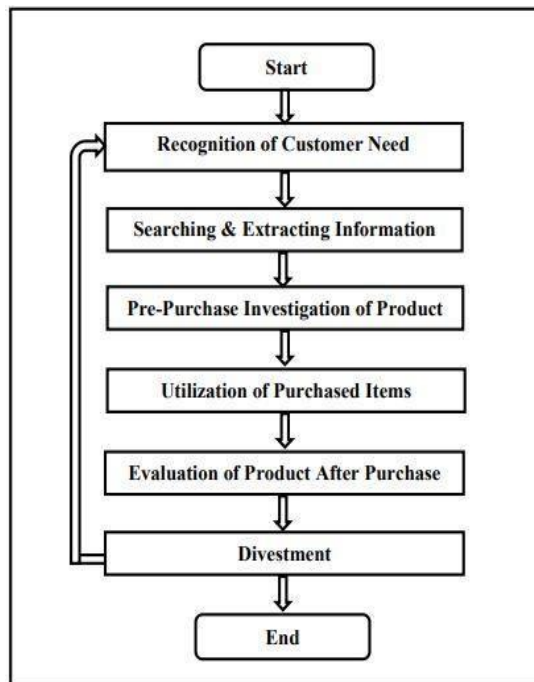 Start
Recognition of Customer Need
Searching & Extracting Information
Pre-Purchase Investigation of Product
Utilization of Purchased Items
Evaluation of Product After Purchase
Divestment
End